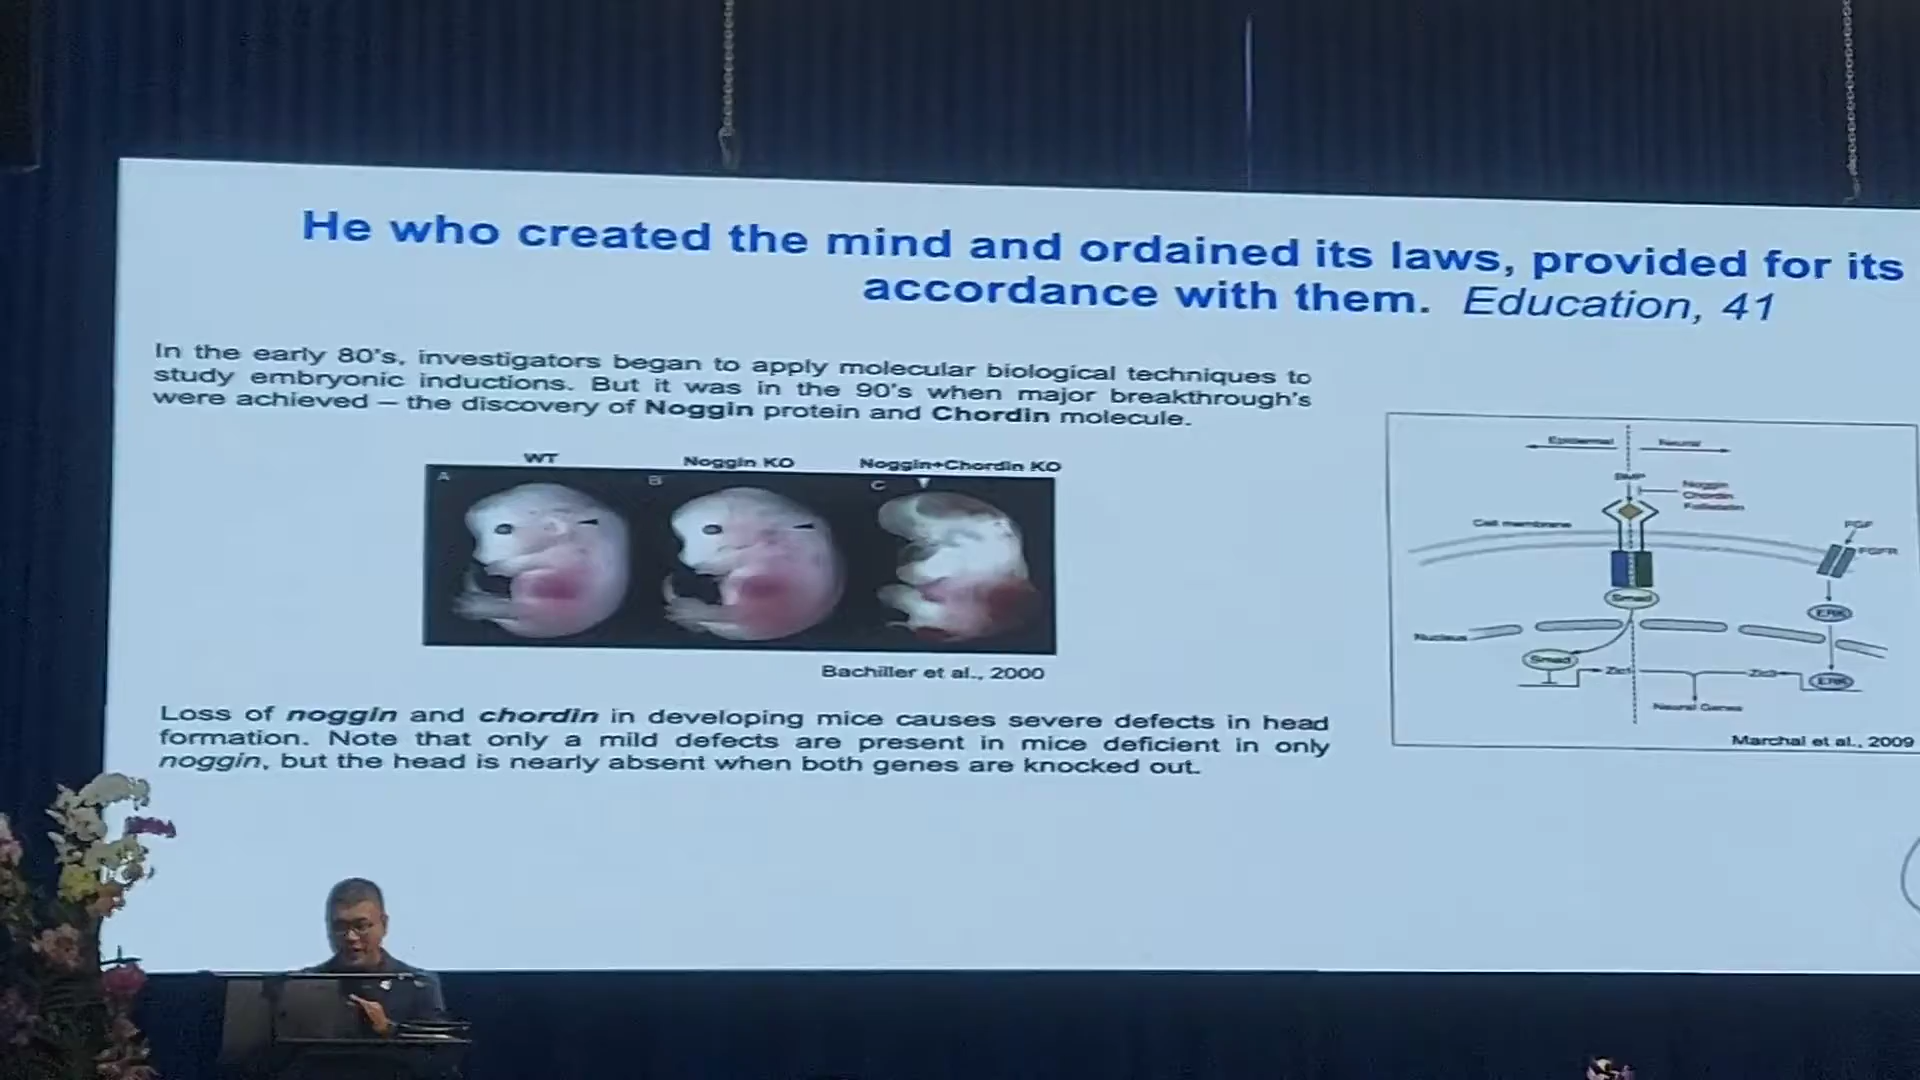 He who created the mind and ordained its laws, provided for its
accordance with them. Education, 41
In the early 80's, investigators began to apply molecular biological techniques to
study embryonic inductions. But it was in the 90's when major breakthrough's
were achieved – the discovery of Noggin protein and Chordin molecule.
WT Noggin KO Noggin+Chordin KO
A B C
Bachiller et al., 2000
Loss of noggin and chordin in developing mice causes severe defects in head
formation. Note that only a mild defects are present in mice deficient in only
noggin, but the head is nearly absent when both genes are knocked out.
Epidermal Neural
BMP
Noggin
Chordin
Follistatin
Cell membrane
FGF
FGFR
Smad
ERK
Nucleus
Smad
Zic1
Zic3
ERK
Neural Genes
Marchal et al., 2009